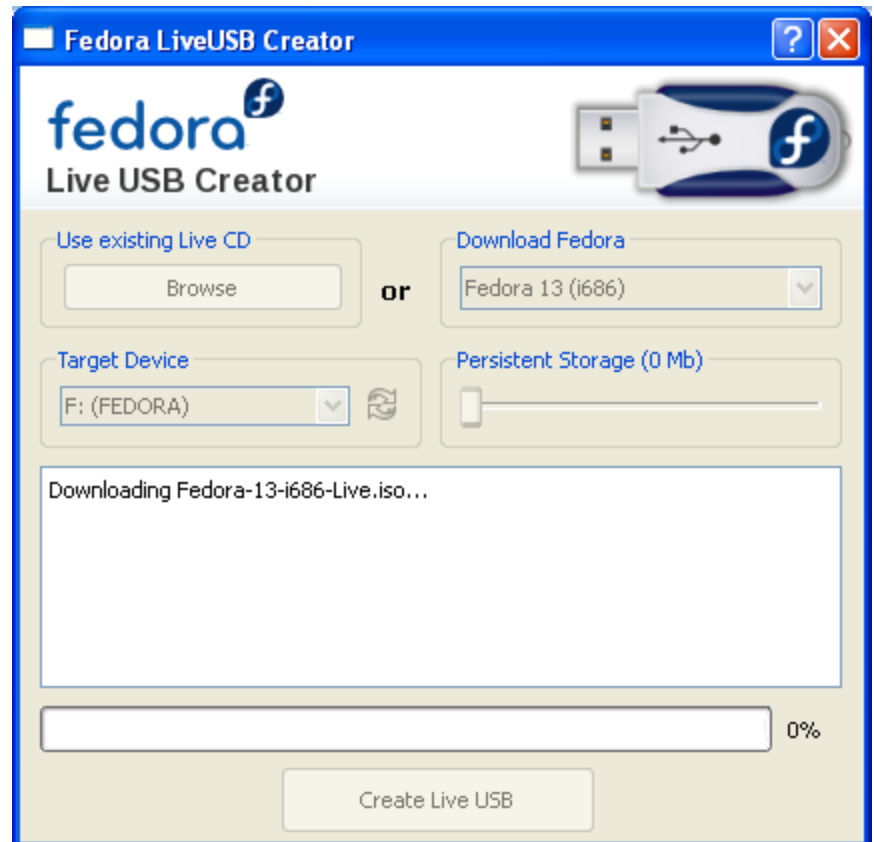 Fedora LiveUSB Creator
fedora
Live USB Creator
Use existing Live CD
Browse
or
Download Fedora
Fedora 13 (i686)
Target Device
F: (FEDORA)
Persistent Storage (0 Mb)
Downloading Fedora-13-i686-Live.iso...
0%
Create Live USB